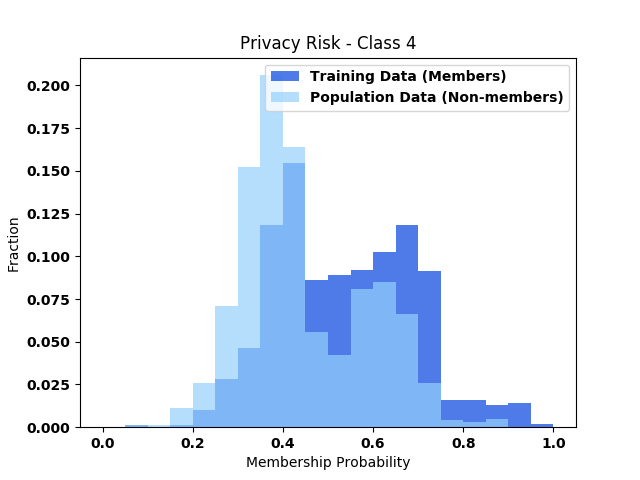 Privacy Risk - Class 4
Training Data (Members)
Population Data (Non-members)
Fraction
0.200
0.175
0.150
0.125
0.100
0.075
0.050
0.025
0.000
0.0 0.2 0.4 0.6 0.8 1.0
Membership Probability